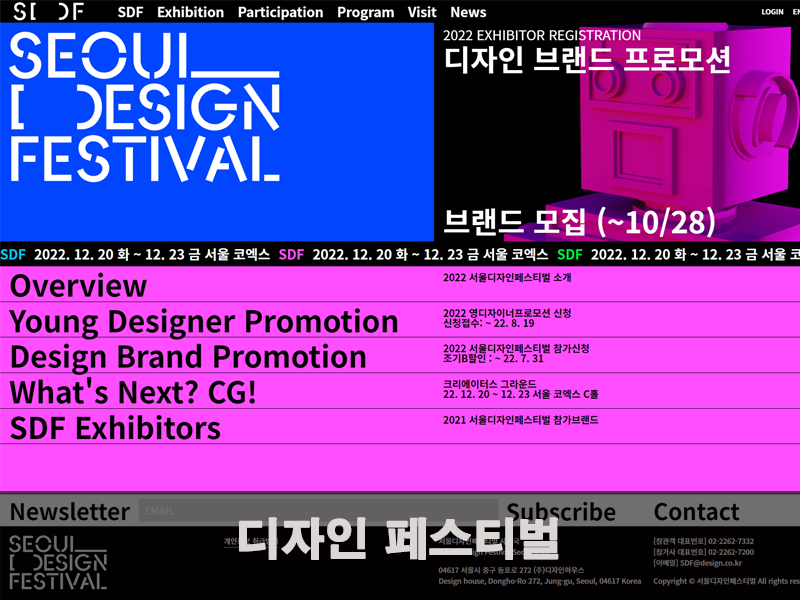 SDF
SDF Exhibition Participation Program Visit News
LOGIN
SEOUL
DESIGN
FESTIVAL
2022 EXHIBITOR REGISTRATION
디자인 브랜드 프로모션
브랜드 모집 (~10/28)
SDF 2022. 12. 20 화 ~ 12. 23 금 서울 코엑스 SDF 2022. 12. 20 화 ~ 12. 23 금 서울 코엑스 SDF 2022. 12. 20 화 ~ 12. 23 금 서울 코
Overview
2022 서울디자인페스티벌 소개
Young Designer Promotion
2022 영디자이너프로모션 신청
신청접수: ~ 22. 8. 19
Design Brand Promotion
2022 서울디자인페스티벌 참가신청
조기B할인 : ~ 22. 7. 31
What's Next? CG!
크리에이터스 그라운드
22. 12. 20 ~ 12. 23 서울 코엑스 C홀
SDF Exhibitors
2021 서울디자인페스티벌 참가브랜드
Newsletter
EMAIL
Subscribe
Contact
디자인 페스티벌
SEOUL
DESIGN
FESTIVAL
04617 서울시 중구 동호로 272 (주)디자인하우스
Design house, Dongho-Ro 272, Jung-gu, Seoul, 04617 Korea
[참관객 대표번호] 02-2262-7332
[참가사 대표번호] 02-2262-7200
[이메일] SDF@design.co.kr
Copyright © 서울디자인페스티벌 All rights